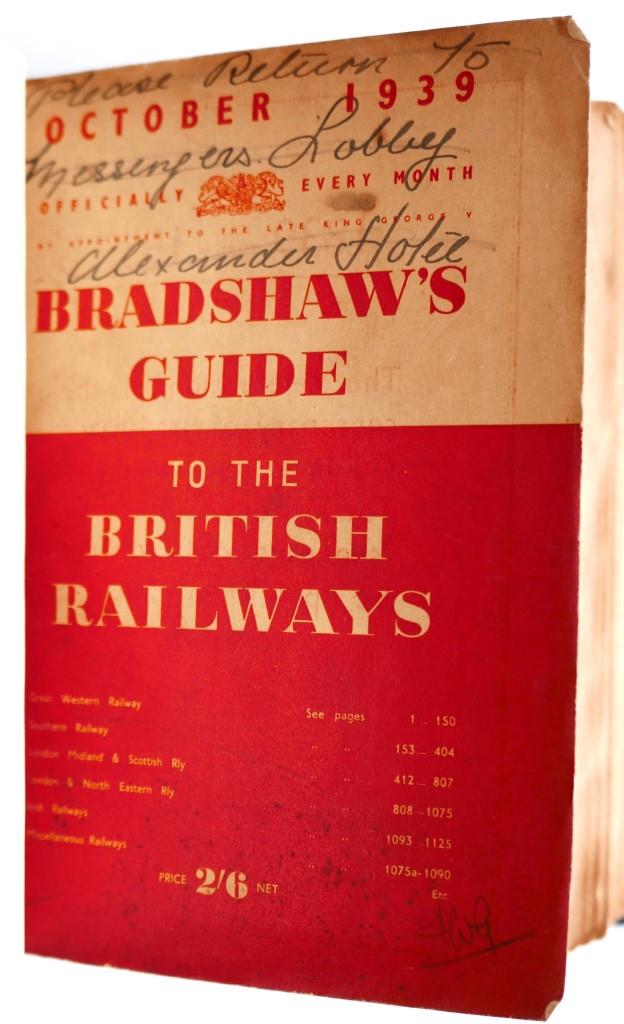 Please Return To
OCTOBER 1939
Messengers Lobby
OFFICIALLY EVERY MONTH
BY APPOINTMENT TO THE LATE KING GEORGE V
Alexander Hotel
BRADSHAW'S
GUIDE
TO THE
BRITISH
RAILWAYS
Great Western Railway See pages 1 - 150
Southern Railway " " 153 - 404
London Midland & Scottish Rly " " 412 - 807
London & North Eastern Rly " " 808 - 1075
Irish Railways " " 1093 - 1125
Miscellaneous Railways " " 1075a-1090
Etc
PRICE 2/6 NET